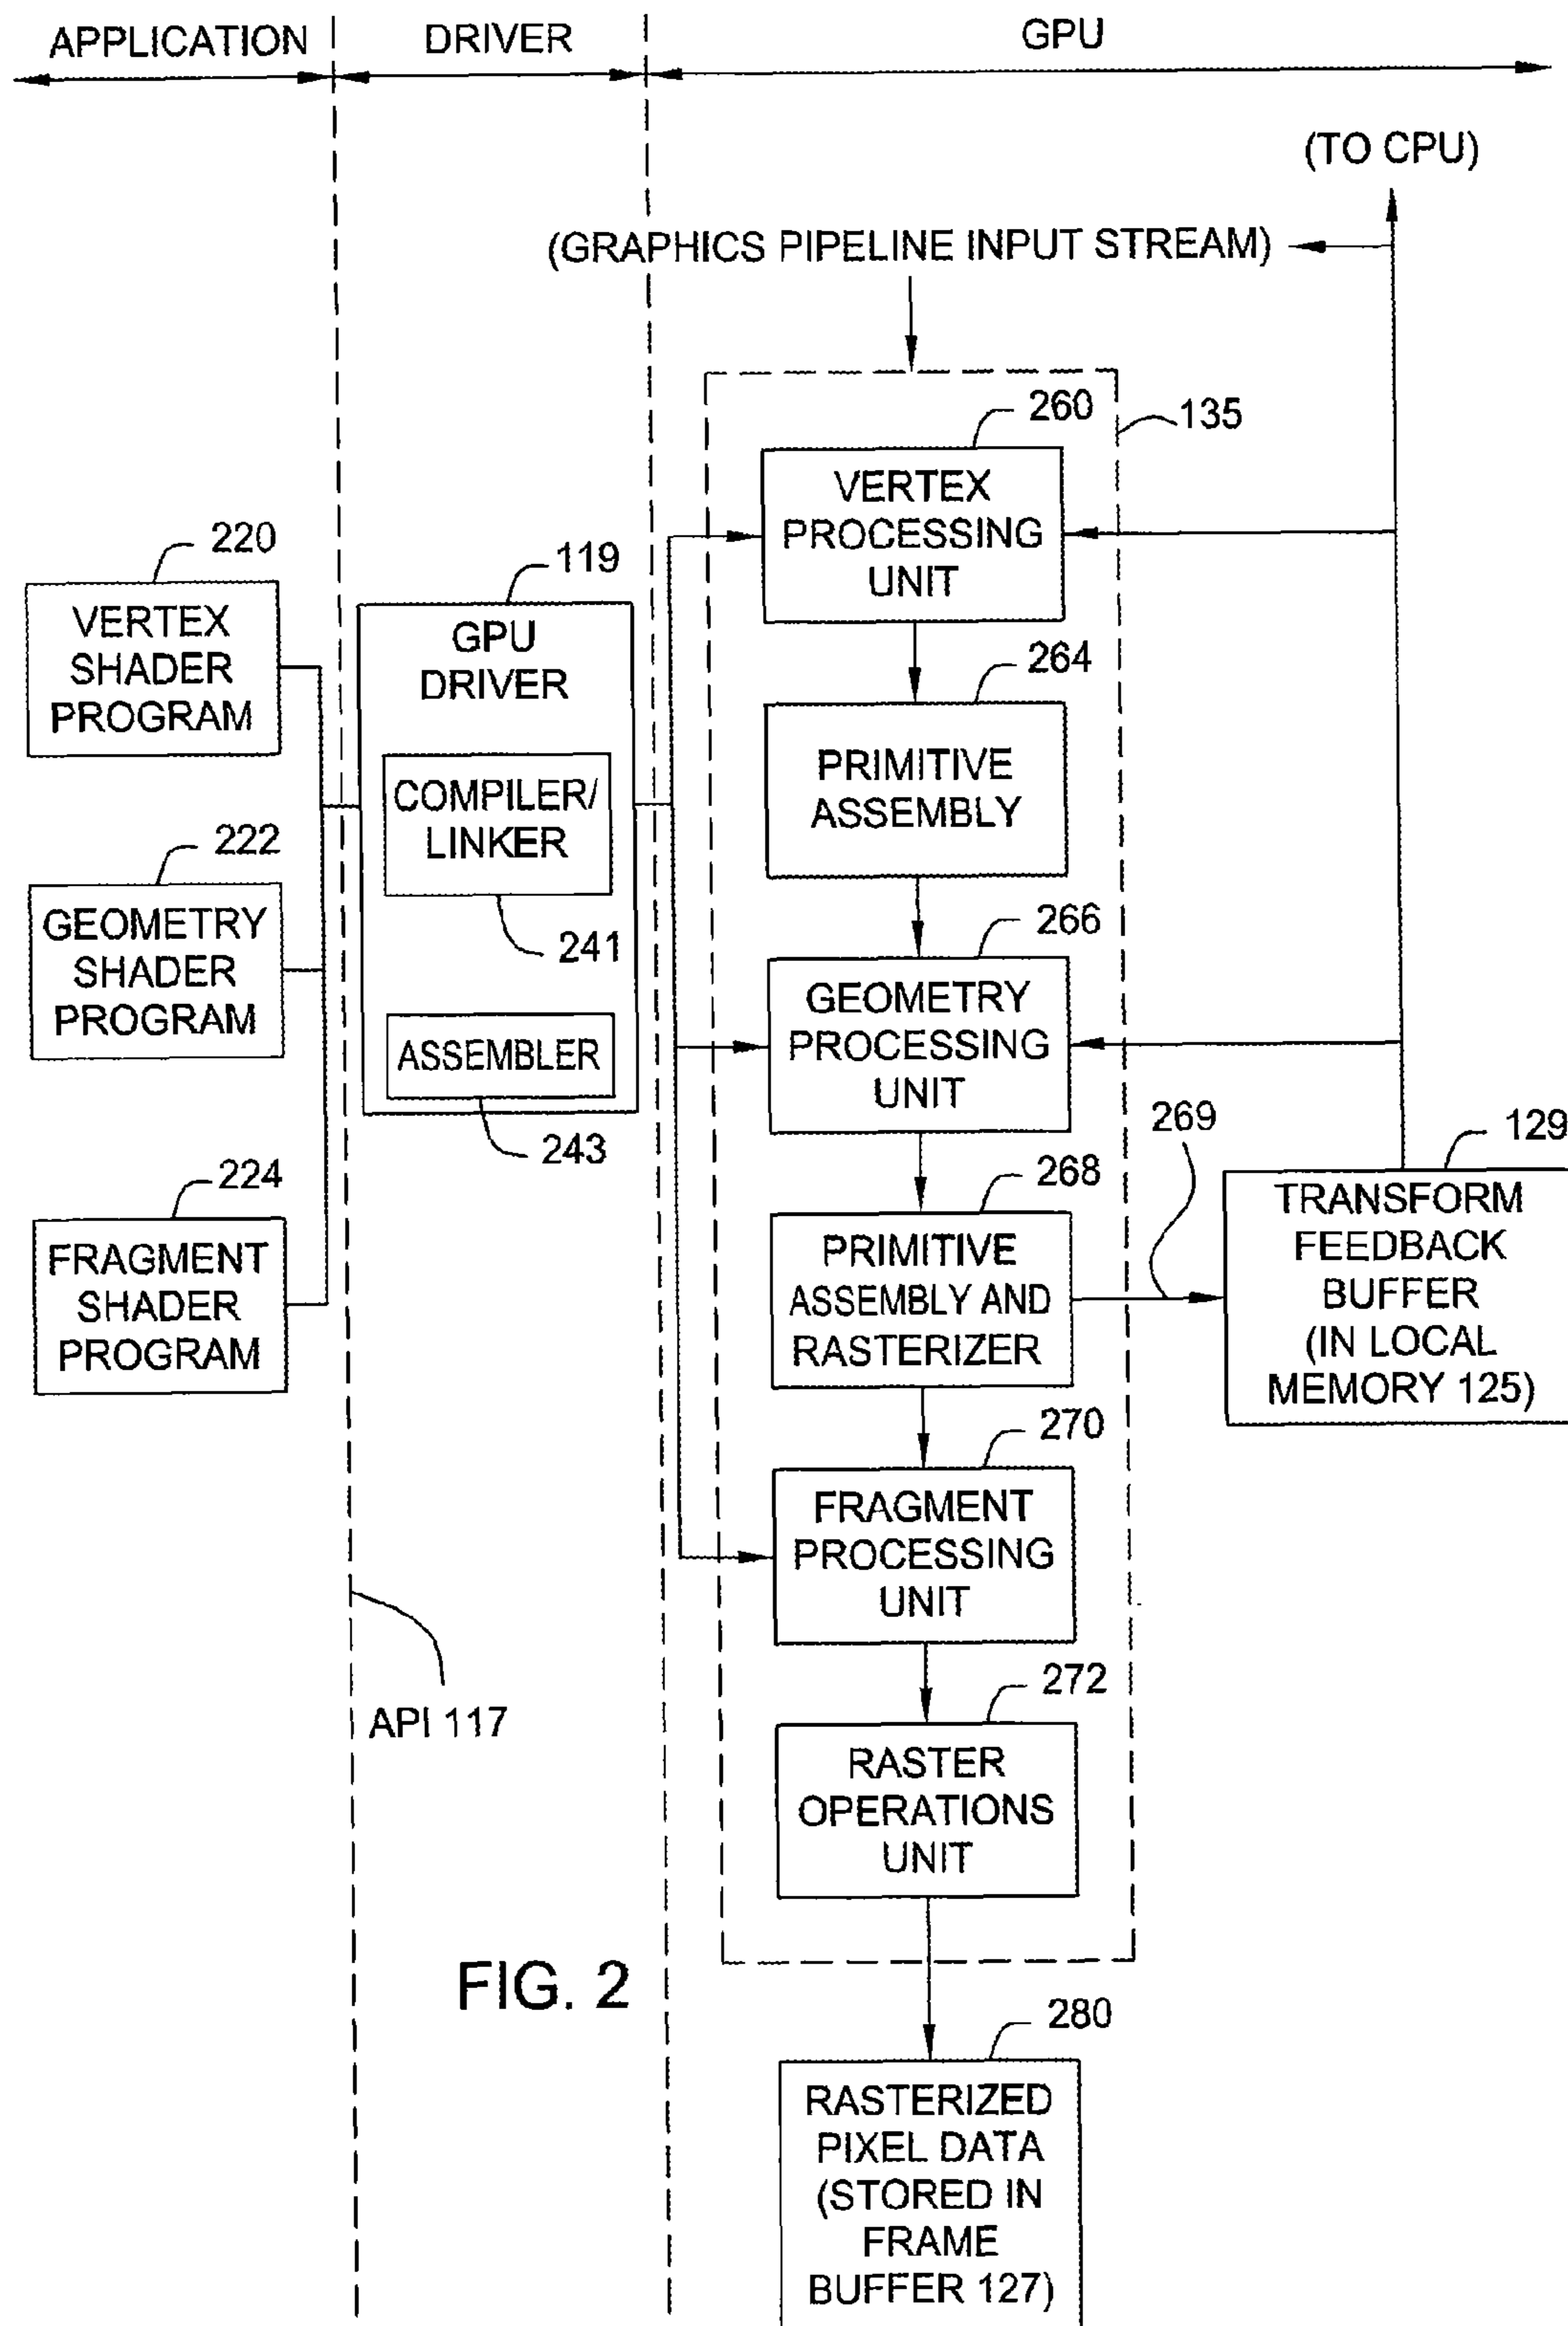 APPLICATION
DRIVER
GPU
(TO CPU)
(GRAPHICS PIPELINE INPUT STREAM)
260
135
VERTEX
PROCESSING
UNIT
220
VERTEX
SHADER
PROGRAM
119
GPU
DRIVER
COMPILER/
LINKER
241
ASSEMBLER
243
264
PRIMITIVE
ASSEMBLY
222
GEOMETRY
SHADER
PROGRAM
266
GEOMETRY
PROCESSING
UNIT
224
FRAGMENT
SHADER
PROGRAM
268
PRIMITIVE
ASSEMBLY AND
RASTERIZER
269
129
TRANSFORM
FEEDBACK
BUFFER
(IN LOCAL
MEMORY 125)
270
FRAGMENT
PROCESSING
UNIT
API 117
272
RASTER
OPERATIONS
UNIT
FIG. 2
280
RASTERIZED
PIXEL DATA
(STORED IN
FRAME
BUFFER 127)